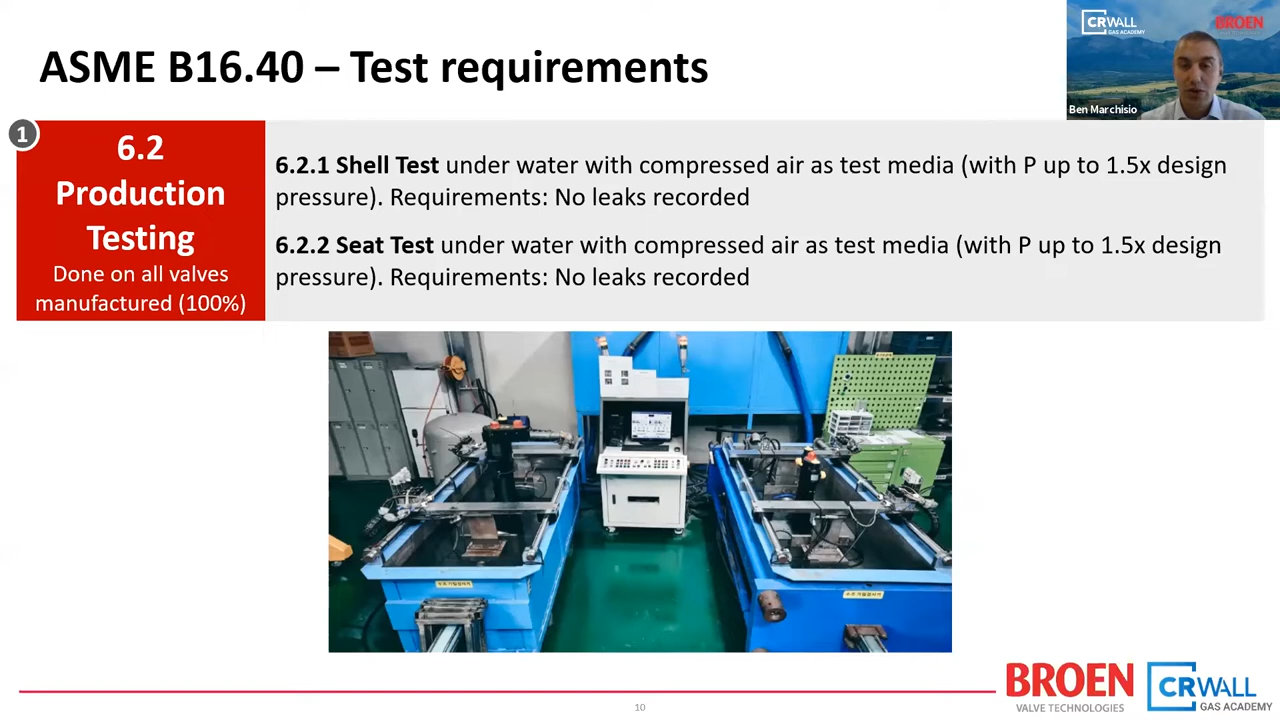 ASME B16.40 – Test requirements
CRWALL
GAS ACADEMY
BROEN
Ben Marchisio
1
6.2
Production
Testing
Done on all valves
manufactured (100%)
6.2.1 Shell Test under water with compressed air as test media (with P up to 1.5x design
pressure). Requirements: No leaks recorded
6.2.2 Seat Test under water with compressed air as test media (with P up to 1.5x design
pressure). Requirements: No leaks recorded
BROEN
VALVE TECHNOLOGIES
CRWALL
GAS ACADEMY
10